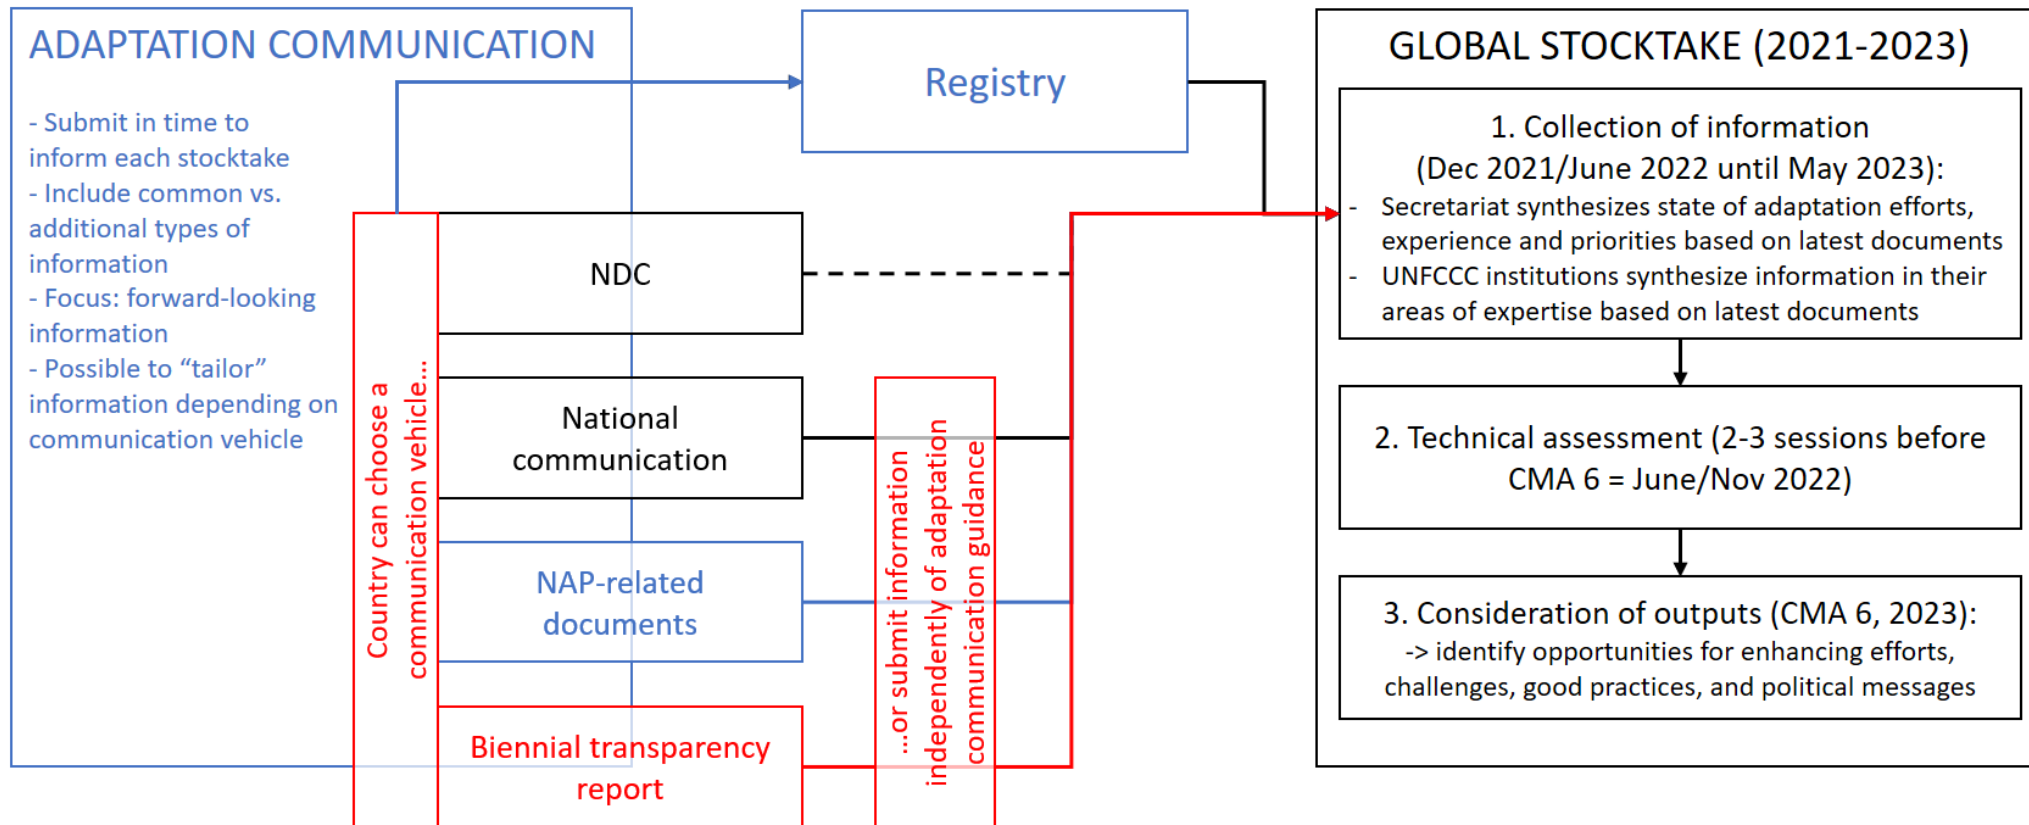 ADAPTATION COMMUNICATION
- Submit in time to
inform each stocktake
- Include common vs.
additional types of
information
- Focus: forward-looking
information
- Possible to “tailor”
information depending on
communication vehicle
Country can choose a
communication vehicle...
Registry
NDC
National
communication
NAP-related
documents
Biennial transparency
report
...or submit information
independently of adaptation
communication guidance
GLOBAL STOCKTAKE (2021-2023)
1. Collection of information
(Dec 2021/June 2022 until May 2023):
- Secretariat synthesizes state of adaptation efforts,
experience and priorities based on latest documents
- UNFCCC institutions synthesize information in their
areas of expertise based on latest documents
2. Technical assessment (2-3 sessions before
CMA 6 = June/Nov 2022)
3. Consideration of outputs (CMA 6, 2023):
-> identify opportunities for enhancing efforts,
challenges, good practices, and political messages